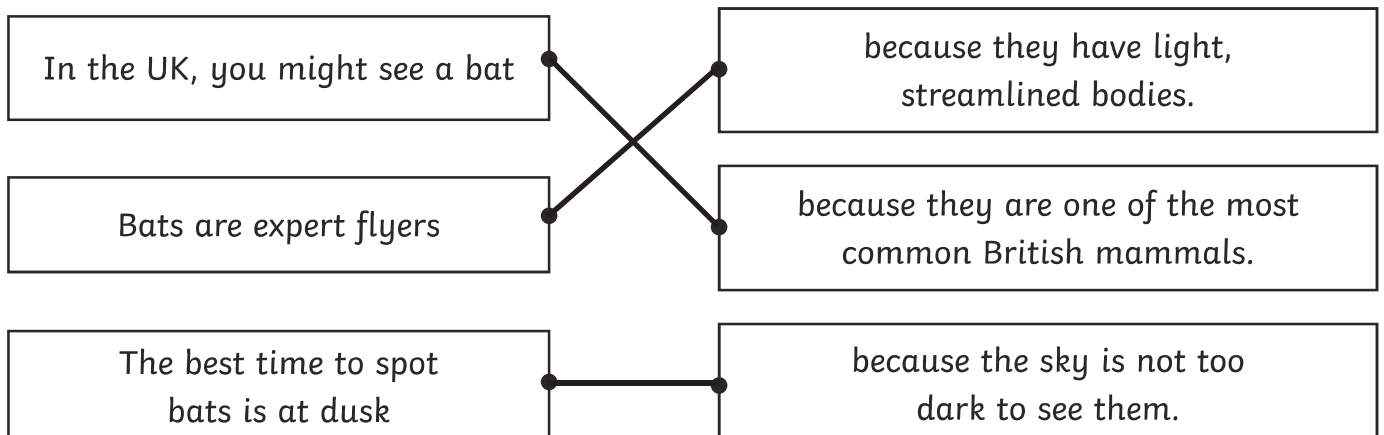 In the UK, you might see a bat
because they have light,
streamlined bodies.
Bats are expert flyers
because they are one of the most
common British mammals.
The best time to spot
bats is at dusk
because the sky is not too
dark to see them.